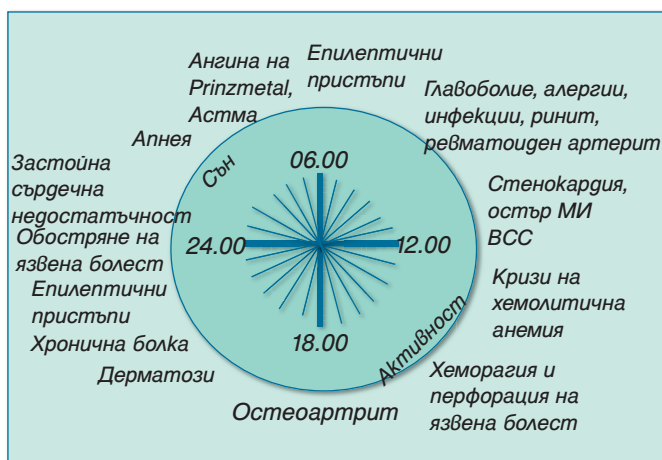 Ангина на
Prinzmetal,
Астма
Епилептични
пристъпи
Главоболие, алергии,
инфекции, ринит,
ревматоиден артерит
Апнея
Сън
06.00
Застойна
сърдечна
недостатъчност
Стенокардия,
остър МИ
ВСС
Обостряне на
язвена болест
24.00
12.00
Епилептични
пристъпи
Кризи на
хемолитична
анемия
Хронична болка
18.00
Активност
Дерматози
Хеморагия и
перфорация на
язвена болест
Остеоартрит